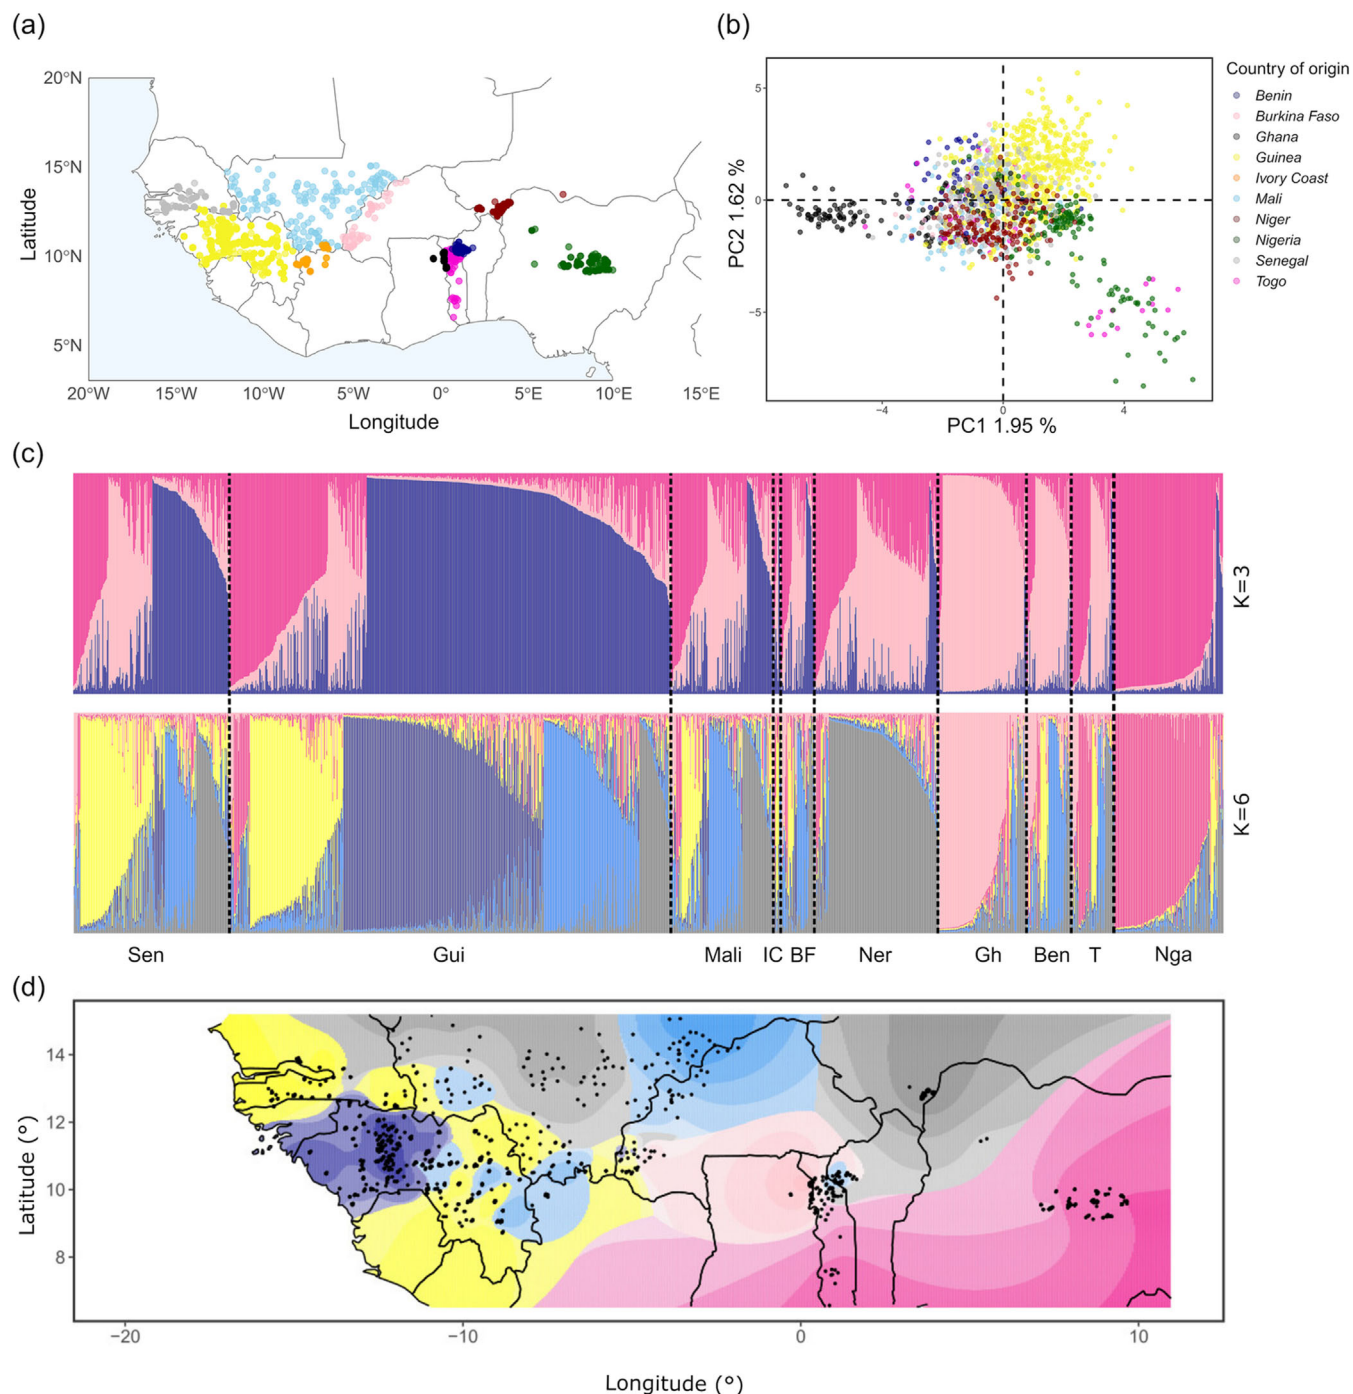 (a)
20°N
15°N
10°N
5°N
Latitude
20°W 15°W 10°W 5°W 0° 5°E 10°E 15°E
Longitude
(b)
5
0
−5
PC2 1.62 %
−4 0 4
PC1 1.95 %
Country of origin
Benin
Burkina Faso
Ghana
Guinea
Ivory Coast
Mali
Niger
Nigeria
Senegal
Togo
(c)
K=3
K=6
Sen Gui Mali IC BF Ner Gh Ben T Nga
(d)
14
12
10
8
Latitude (°)
−20 −10 0 10
Longitude (°)